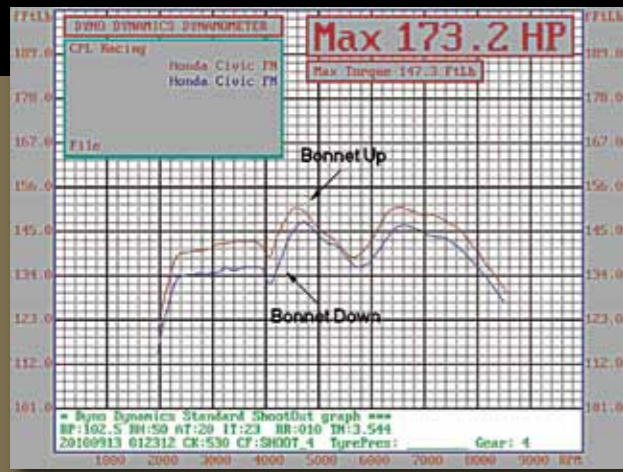 DYNO DYNAMICS DYNAMOMETER
CPL Racing
Honda Civic FN
Honda Civic FN
File
Max 173.2 HP
Max Torque 147.3 FtLb
Bonnet Up
Bonnet Down
FtLb
189.0
178.0
167.0
156.0
145.0
134.0
123.0
112.0
101.0
FtLb
189.0
178.0
167.0
156.0
145.0
134.0
123.0
112.0
101.0
= Dyno Dynamics Standard ShootOut graph ===
BP:102.5 RH:50 AT:20 IT:23 RR:010 TM:3.544
20100913 012312 CK:530 CF:SHOOT_4 TyrePres: ________ Gear: 4
1000 2000 3000 4000 5000 6000 7000 8000 9000 RPM